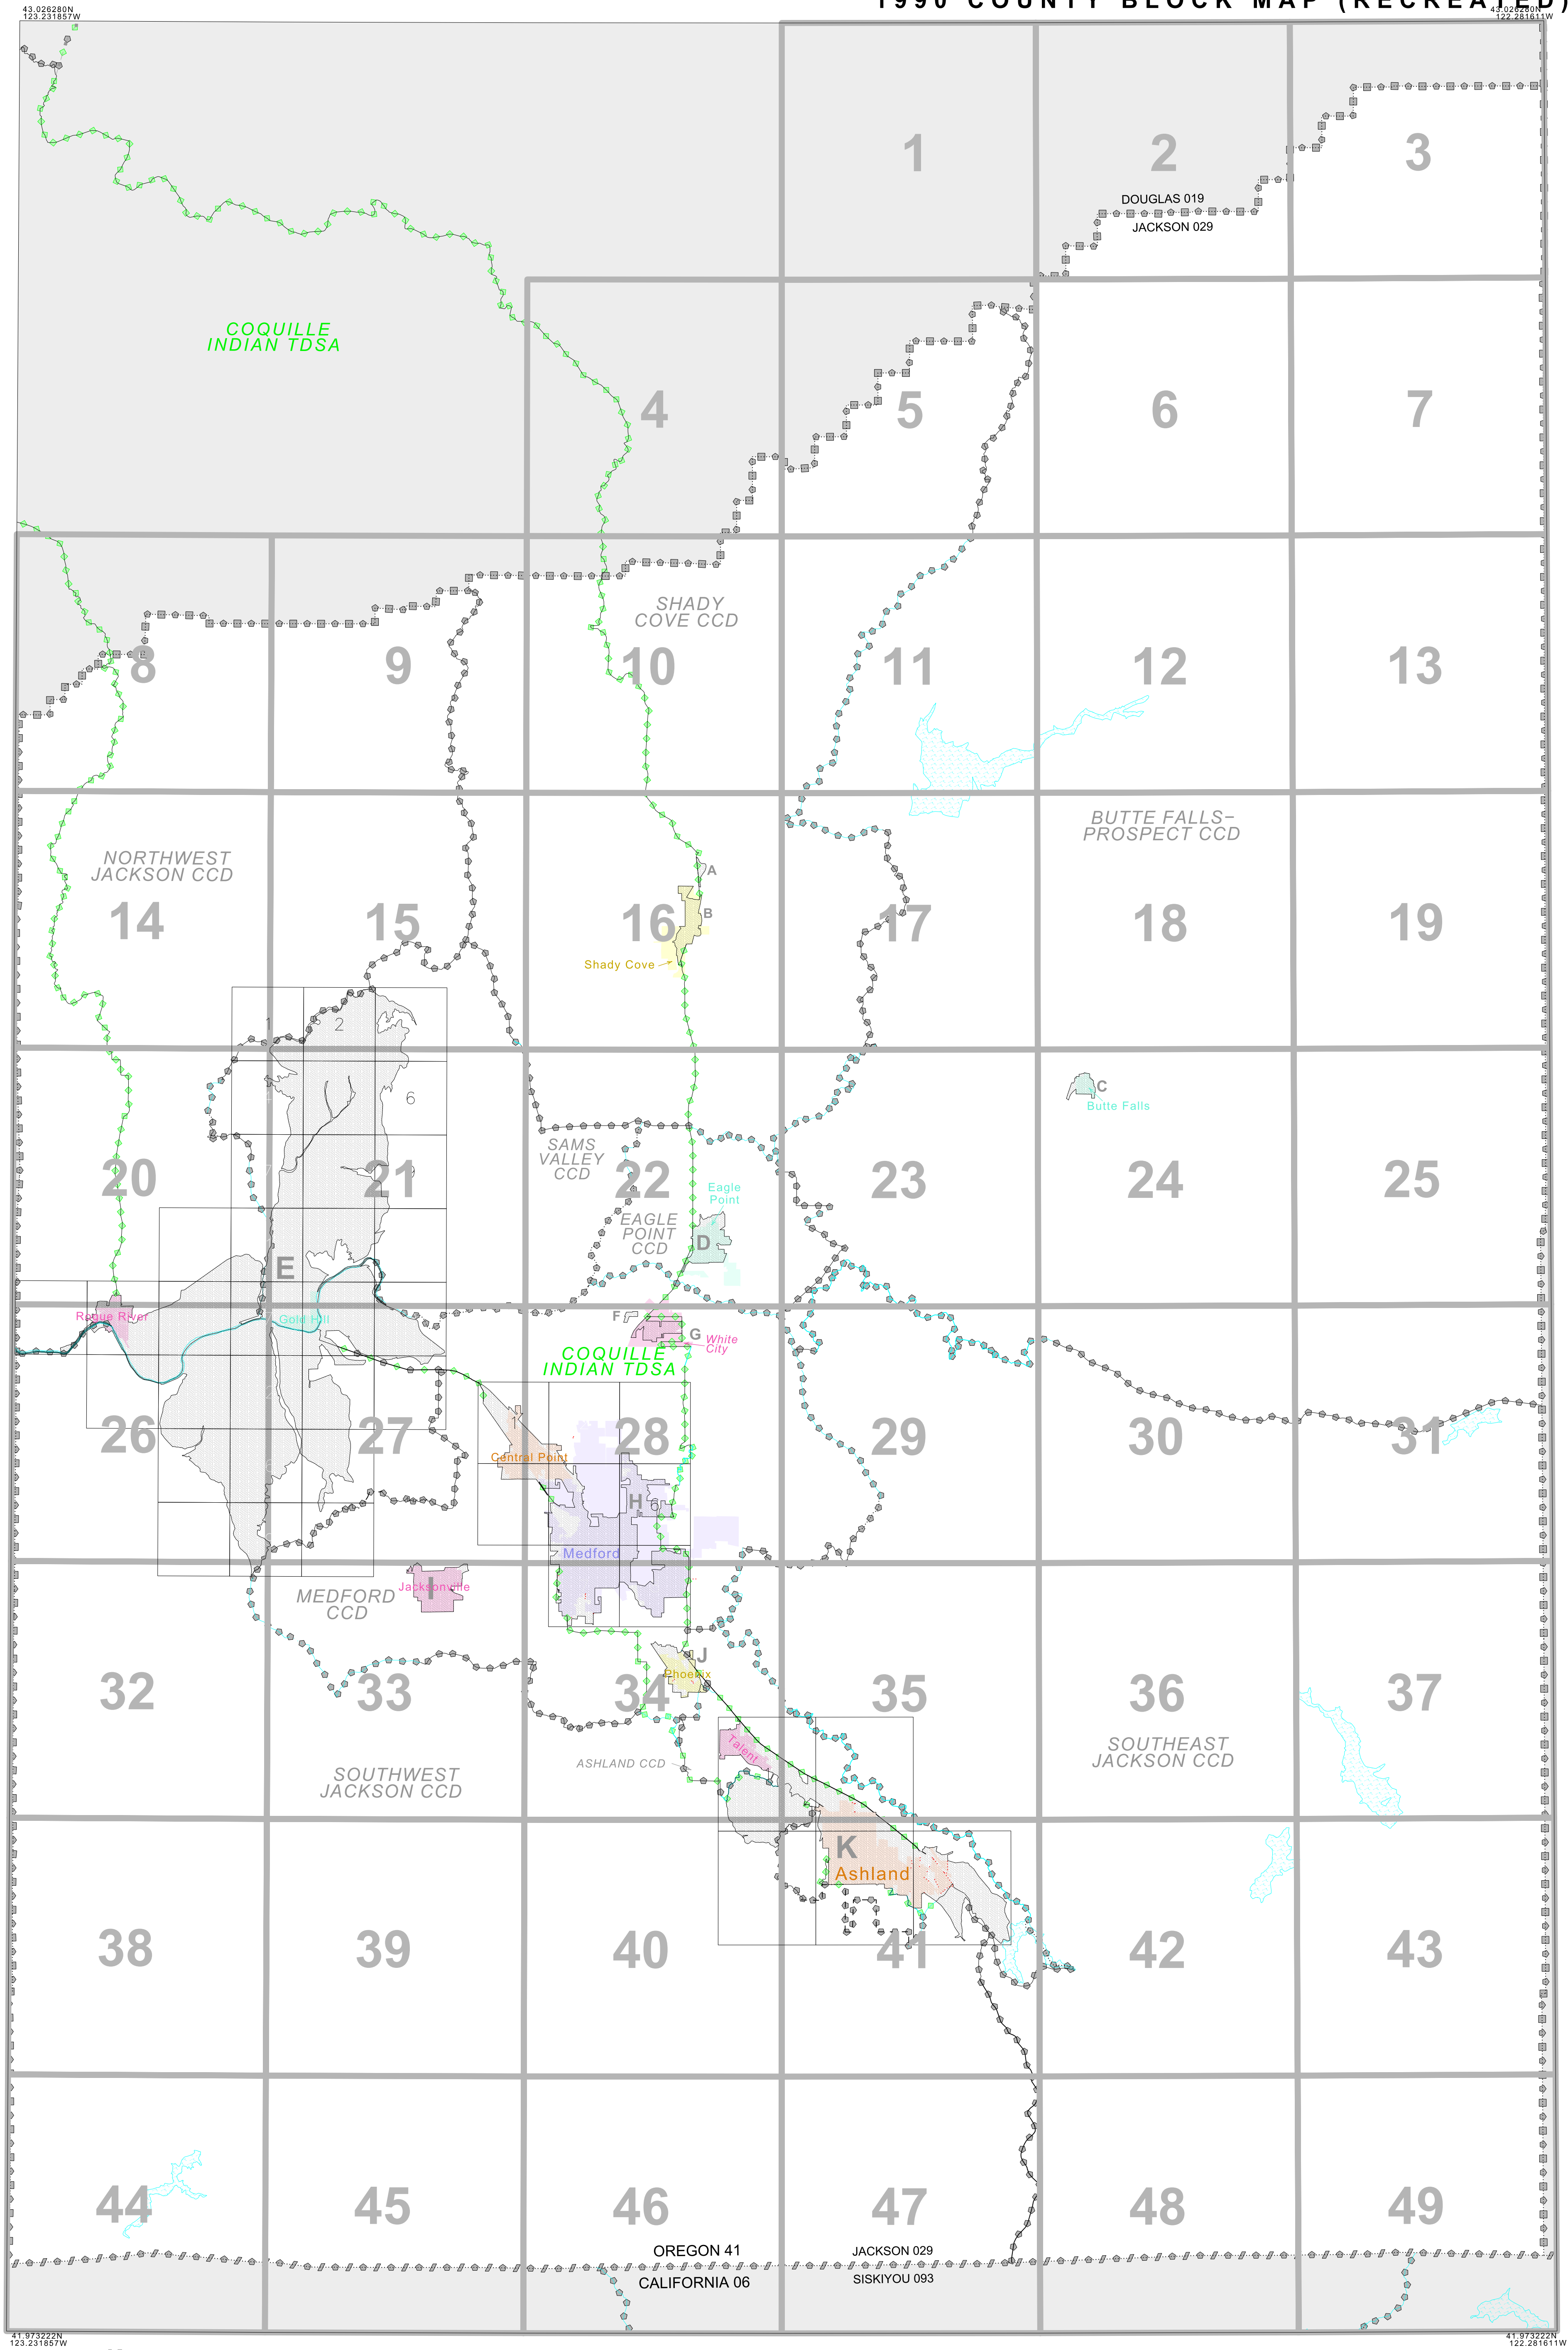 1990 COUNTY BLOCK MAP (RECREATED)
43.026280N
123.231857W
43.026280N
122.281611W
1
2
3
DOUGLAS 019
JACKSON 029
COQUILLE
INDIAN TDSA
4
5
6
7
SHADY
COVE CCD
8
9
10
11
12
13
BUTTE FALLS–
PROSPECT CCD
NORTHWEST
JACKSON CCD
A
B
14
15
16
17
18
19
Shady Cove
1
2
6
C
Butte Falls
SAMS
VALLEY
CCD
20
21
22
23
24
25
Eagle
Point
EAGLE
POINT
CCD
D
E
Rogue River
Gold Hill
F
G
White
City
COQUILLE
INDIAN TDSA
1
26
27
28
29
30
31
Central Point
H
6
Medford
MEDFORD
CCD
Jacksonville
I
J
Phoenix
32
33
34
35
36
37
Talent
SOUTHEAST
JACKSON CCD
ASHLAND CCD
SOUTHWEST
JACKSON CCD
K
Ashland
38
39
40
41
42
43
44
45
46
47
48
49
OREGON 41
JACKSON 029
CALIFORNIA 06
SISKIYOU 093
41.973222N
123.231857W
41.973222N
122.281611W